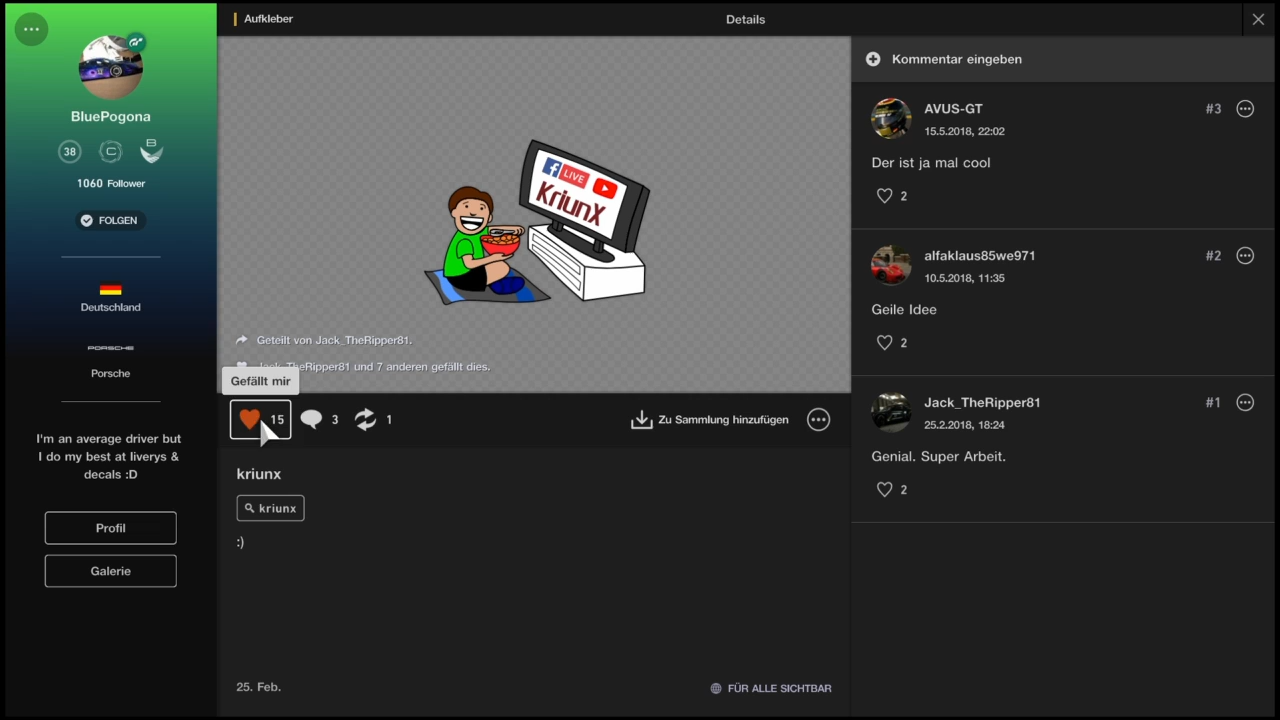 BluePogona
38
C
B
1060 Follower
FOLGEN
Deutschland
PORSCHE
Porsche
I'm an average driver but
I do my best at liverys &
decals :D
Profil
Galerie
Aufkleber
Details
f LIVE
KriunX
Geteilt von Jack_TheRipper81.
Jack_TheRipper81 und 7 anderen gefällt dies.
Gefällt mir
15
3
1
Zu Sammlung hinzufügen
kriunx
kriunx
:)
25. Feb.
FÜR ALLE SICHTBAR
Kommentar eingeben
AVUS-GT
#3
15.5.2018, 22:02
Der ist ja mal cool
2
alfaklaus85we971
#2
10.5.2018, 11:35
Geile Idee
2
Jack_TheRipper81
#1
25.2.2018, 18:24
Genial. Super Arbeit.
2